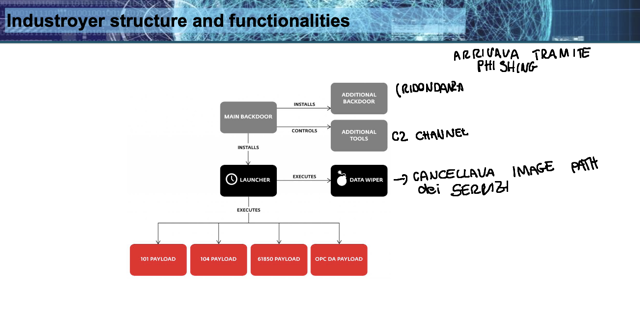 Industroyer structure and functionalities
ARRIVAVA TRAMITE
PHISHING
ADDITIONAL
BACKDOOR
(RIDONDANZA
INSTALLS
MAIN BACKDOOR
CONTROLS
ADDITIONAL
TOOLS
C2 CHANNEL
INSTALLS
LAUNCHER
EXECUTES
DATA WIPER
→ CANCELLAVA IMAGE PATH
dei SERVIZI
EXECUTES
101 PAYLOAD
104 PAYLOAD
61850 PAYLOAD
OPC DA PAYLOAD